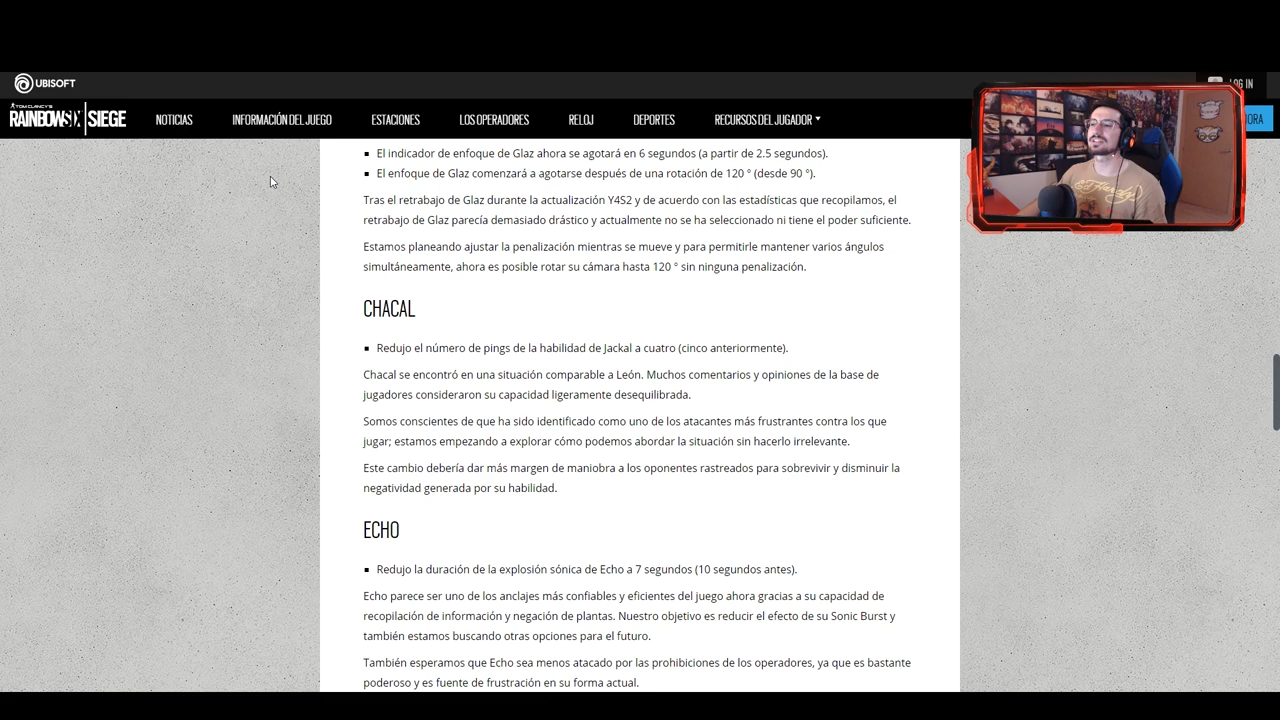 UBISOFT
LOG IN
TOM CLANCY'S
RAINBOW SIX | SIEGE
NOTICIAS
INFORMACIÓN DEL JUEGO
ESTACIONES
LOS OPERADORES
RELOJ
DEPORTES
RECURSOS DEL JUGADOR
El indicador de enfoque de Glaz ahora se agotará en 6 segundos (a partir de 2.5 segundos).
El enfoque de Glaz comenzará a agotarse después de una rotación de 120 ° (desde 90 °).
Tras el retrabajo de Glaz durante la actualización Y4S2 y de acuerdo con las estadísticas que recopilamos, el
retrabajo de Glaz parecía demasiado drástico y actualmente no se ha seleccionado ni tiene el poder suficiente.
Estamos planeando ajustar la penalización mientras se mueve y para permitirle mantener varios ángulos
simultáneamente, ahora es posible rotar su cámara hasta 120 ° sin ninguna penalización.
CHACAL
Redujo el número de pings de la habilidad de Jackal a cuatro (cinco anteriormente).
Chacal se encontró en una situación comparable a León. Muchos comentarios y opiniones de la base de
jugadores consideraron su capacidad ligeramente desequilibrada.
Somos conscientes de que ha sido identificado como uno de los atacantes más frustrantes contra los que
jugar; estamos empezando a explorar cómo podemos abordar la situación sin hacerlo irrelevante.
Este cambio debería dar más margen de maniobra a los oponentes rastreados para sobrevivir y disminuir la
negatividad generada por su habilidad.
ECHO
Redujo la duración de la explosión sónica de Echo a 7 segundos (10 segundos antes).
Echo parece ser uno de los anclajes más confiables y eficientes del juego ahora gracias a su capacidad de
recopilación de información y negación de plantas. Nuestro objetivo es reducir el efecto de su Sonic Burst y
también estamos buscando otras opciones para el futuro.
También esperamos que Echo sea menos atacado por las prohibiciones de los operadores, ya que es bastante
poderoso y es fuente de frustración en su forma actual.